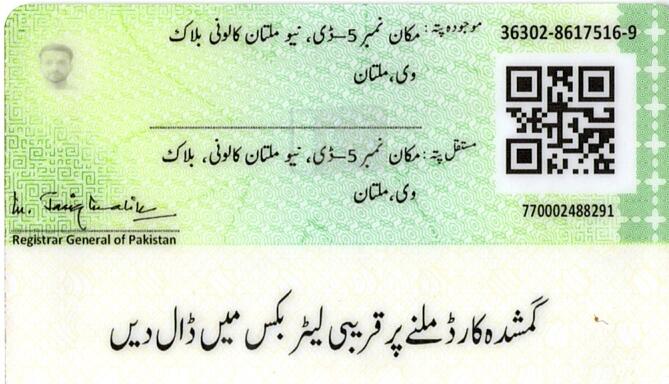 موجودہ پتہ: مکان نمبر 5-ڈی، نیو ملتان کالونی بلاک
وی، ملتان
36302-8617516-9
مستقل پتہ: مکان نمبر 5-ڈی، نیو ملتان کالونی، بلاک
وی، ملتان
770002488291
Registrar General of Pakistan
گمشدہ کارڈ ملنے پر قریبی لیٹر بکس میں ڈال دیں